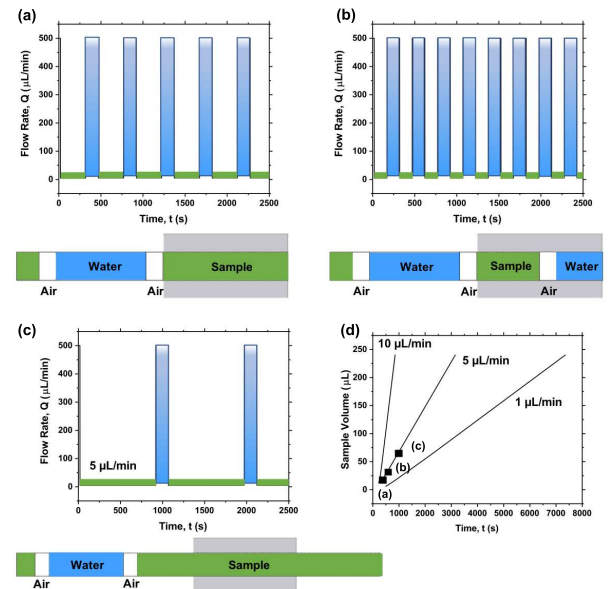 (a)
Flow Rate, Q (μL/min)
500
400
300
200
100
0
0 500 1000 1500 2000 2500
Time, t (s)
Water
Sample
Air
Air
(b)
Flow Rate, Q (μL/min)
500
400
300
200
100
0
0 500 1000 1500 2000 2500
Time, t (s)
Water
Sample
Water
Air
Air
Air
(c)
Flow Rate, Q (μL/min)
500
400
300
200
100
0
5 μL/min
0 500 1000 1500 2000 2500
Time, t (s)
Water
Sample
Air
Air
(d)
Sample Volume (μL)
250
200
150
100
50
0
10 μL/min
5 μL/min
1 μL/min
(c)
(b)
(a)
0 1000 2000 3000 4000 5000 6000 7000 8000
Time, t (s)